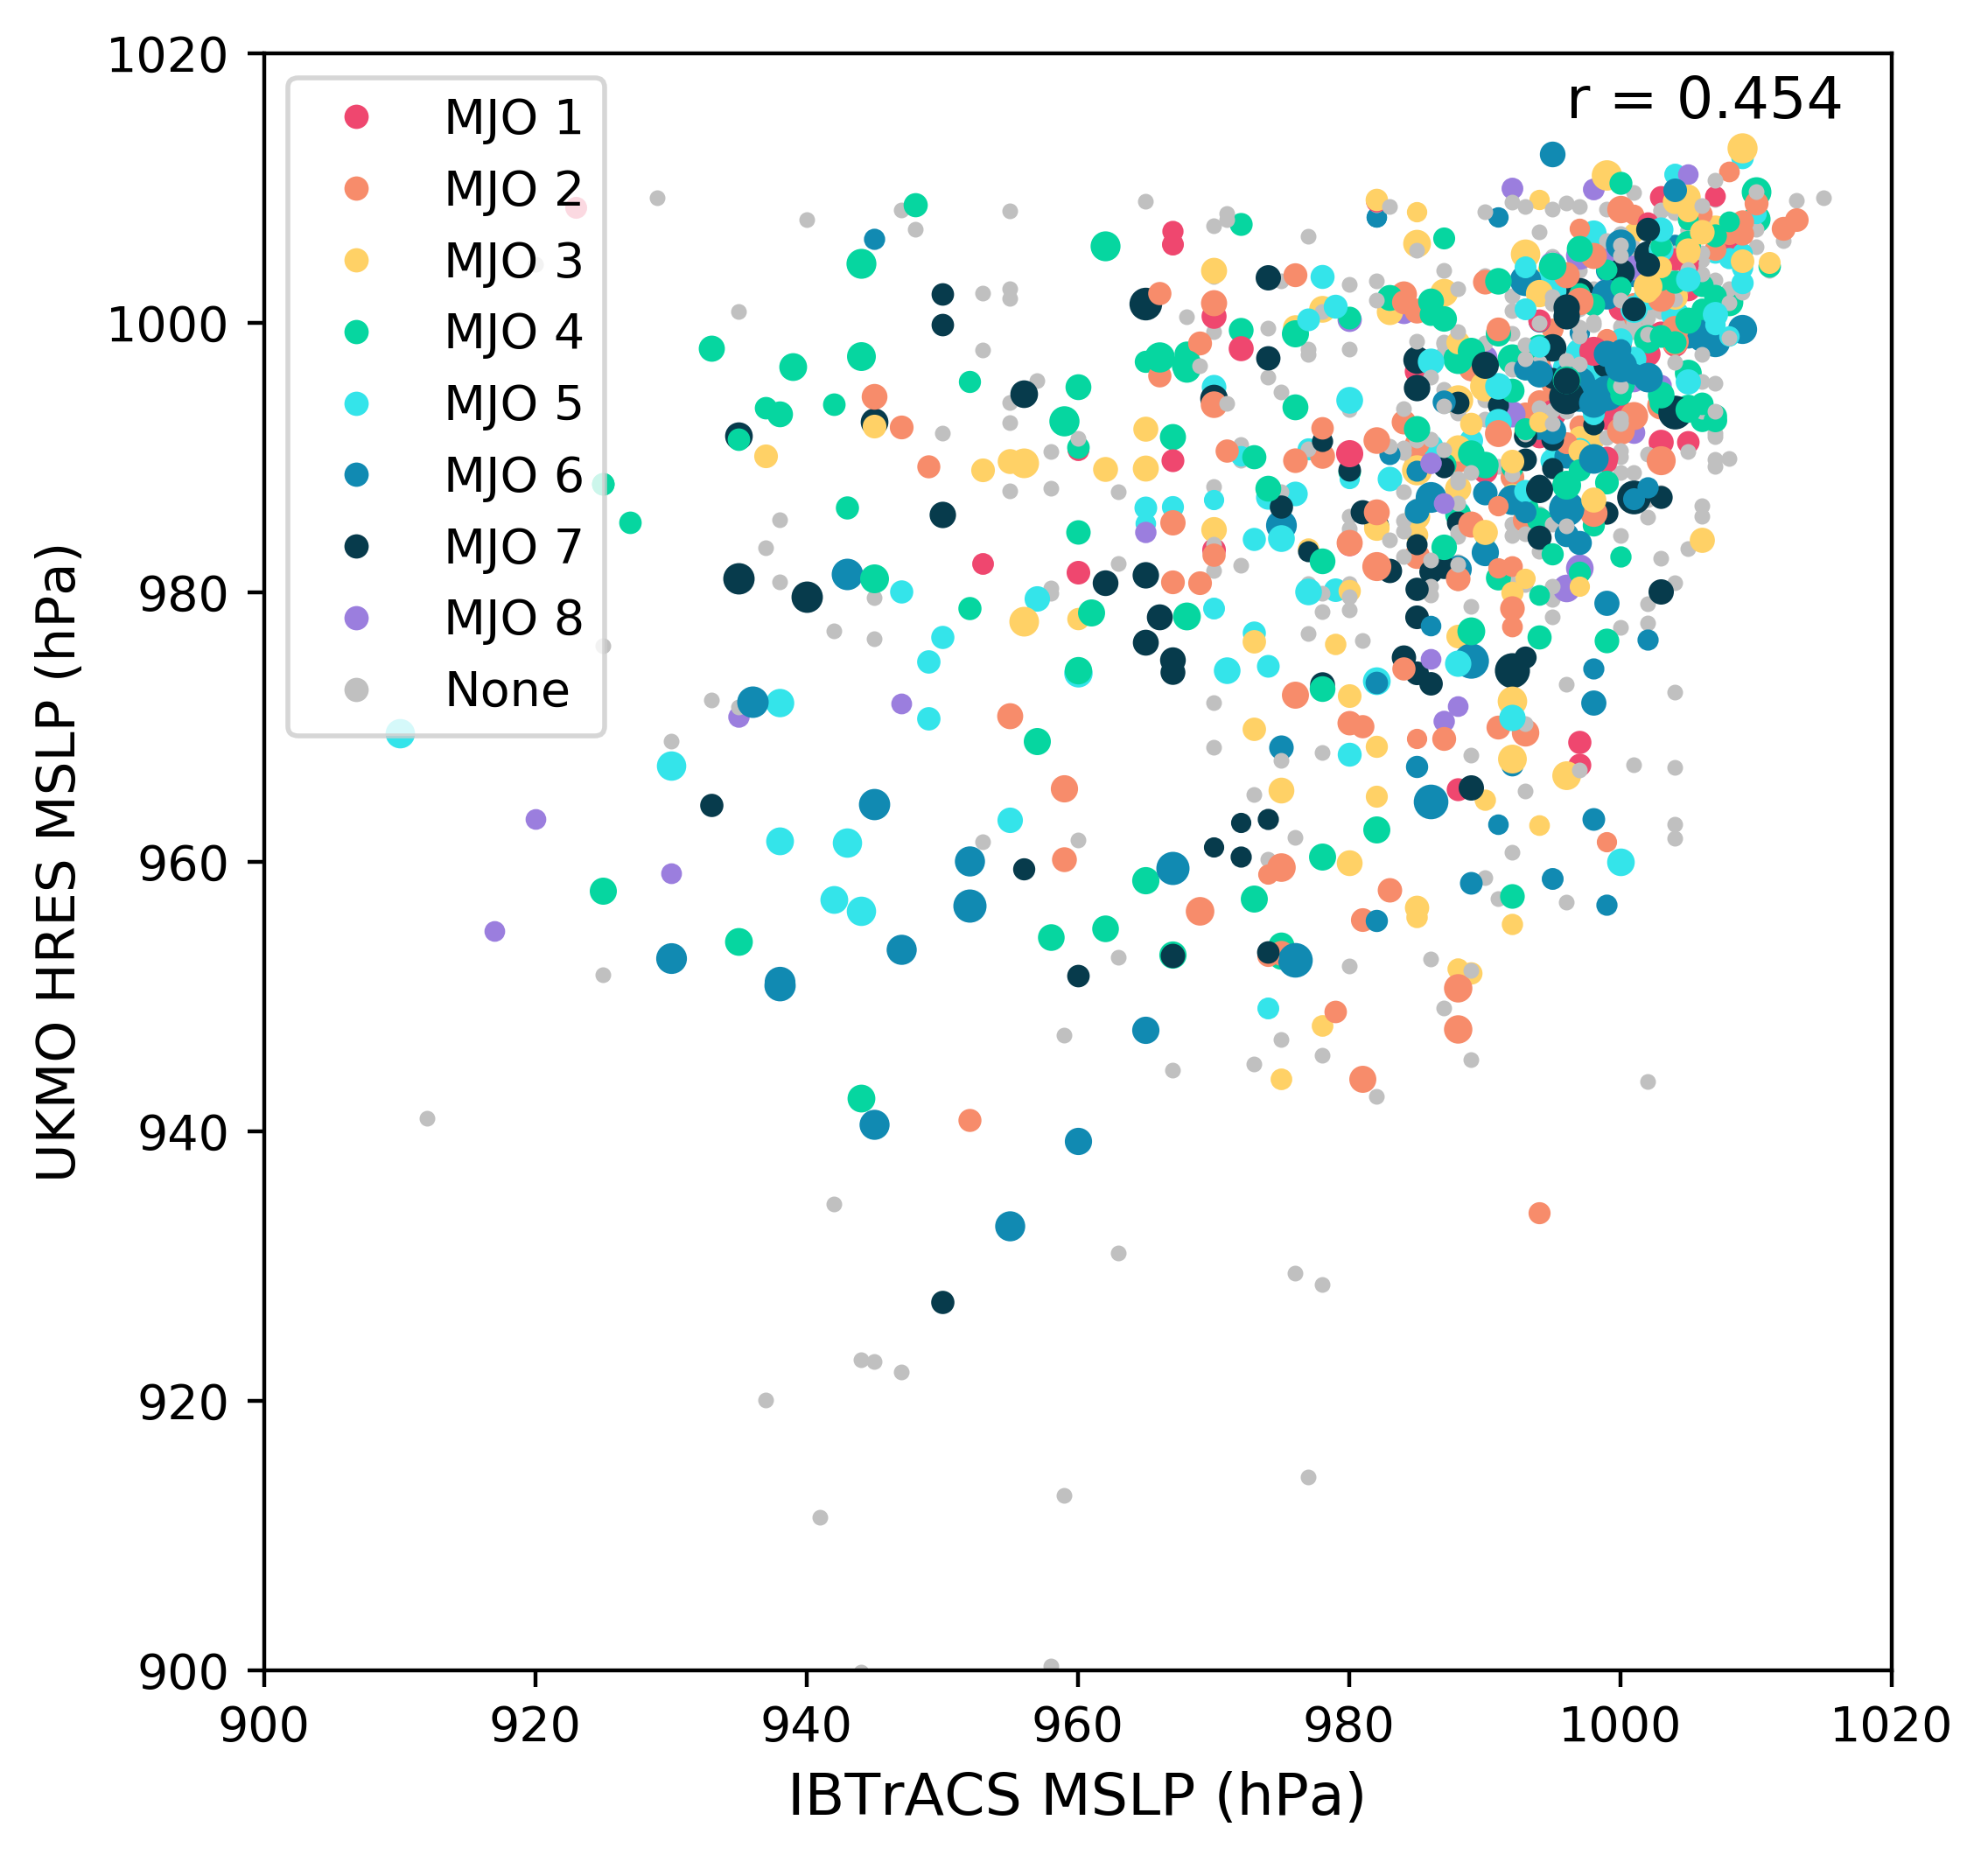 1020
1000
980
960
940
920
900
UKMO HRES MSLP (hPa)
MJO 1
MJO 2
MJO 3
MJO 4
MJO 5
MJO 6
MJO 7
MJO 8
None
r = 0.454
900 920 940 960 980 1000 1020
IBTrACS MSLP (hPa)